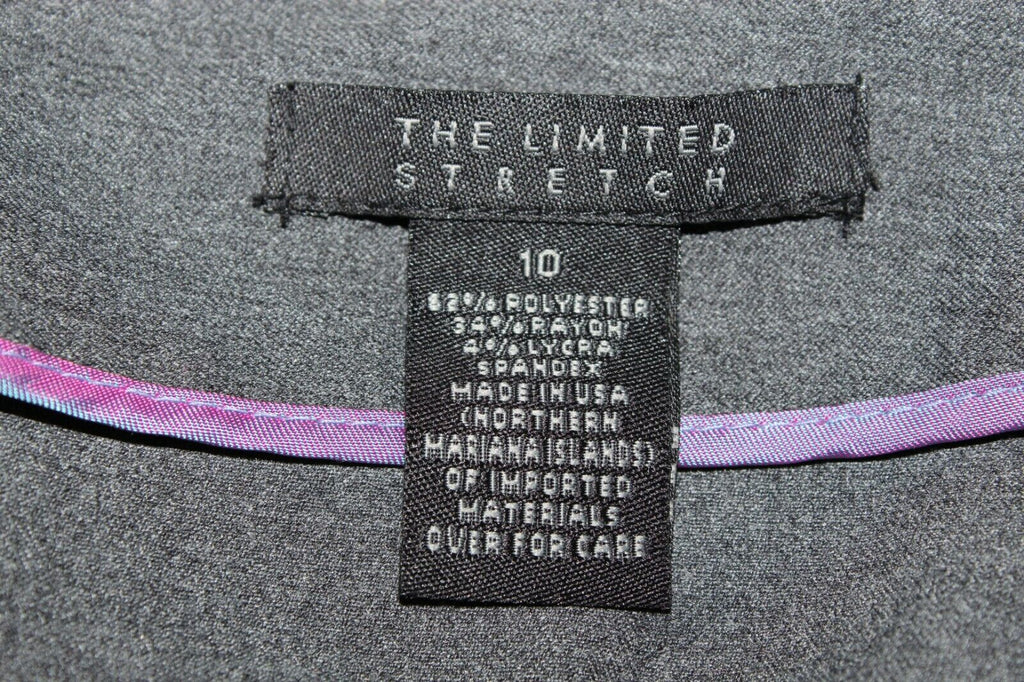 THE LIMITED
STRETCH
10
62% POLYESTER
34% RAYON
4% LYCRA
SPANDEX
MADE IN USA
(NORTHERN
MARIANA ISLANDS)
OF IMPORTED
MATERIALS
OVER FOR CARE